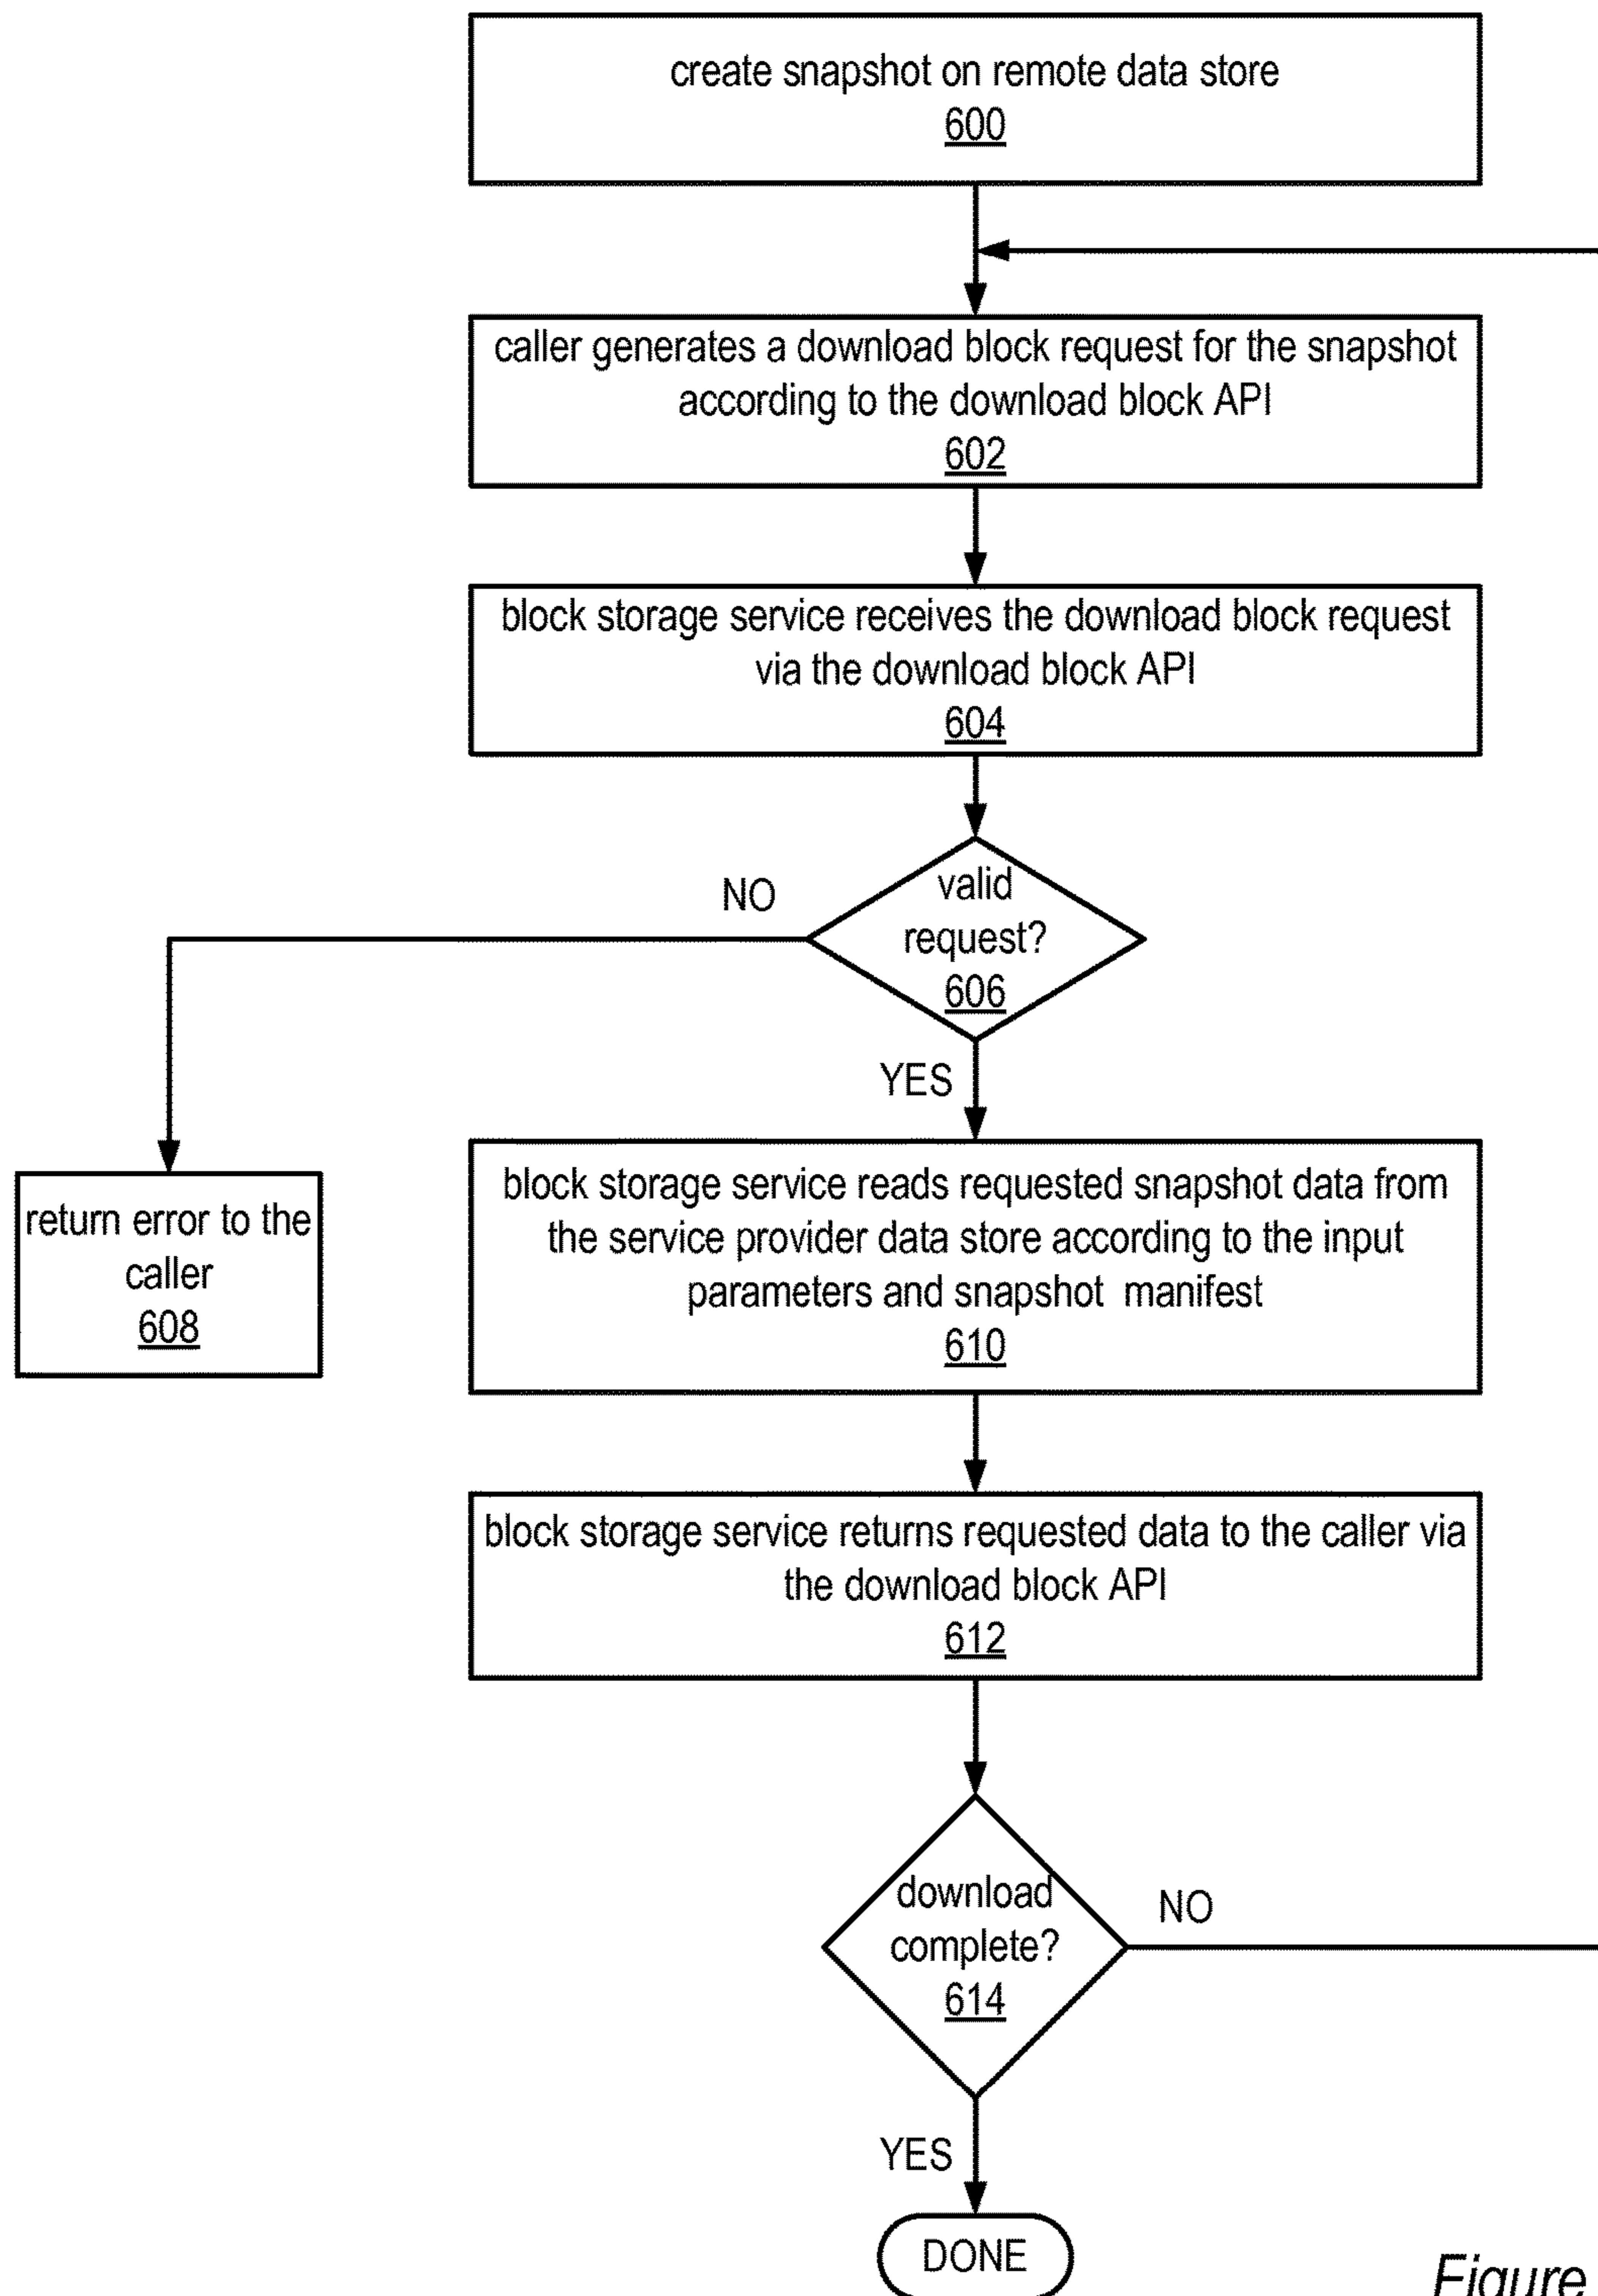 create snapshot on remote data store
600
caller generates a download block request for the snapshot
according to the download block API
602
block storage service receives the download block request
via the download block API
604
valid
request?
606
NO
YES
return error to the
caller
608
block storage service reads requested snapshot data from
the service provider data store according to the input
parameters and snapshot manifest
610
block storage service returns requested data to the caller via
the download block API
612
download
complete?
614
NO
YES
DONE
Figure